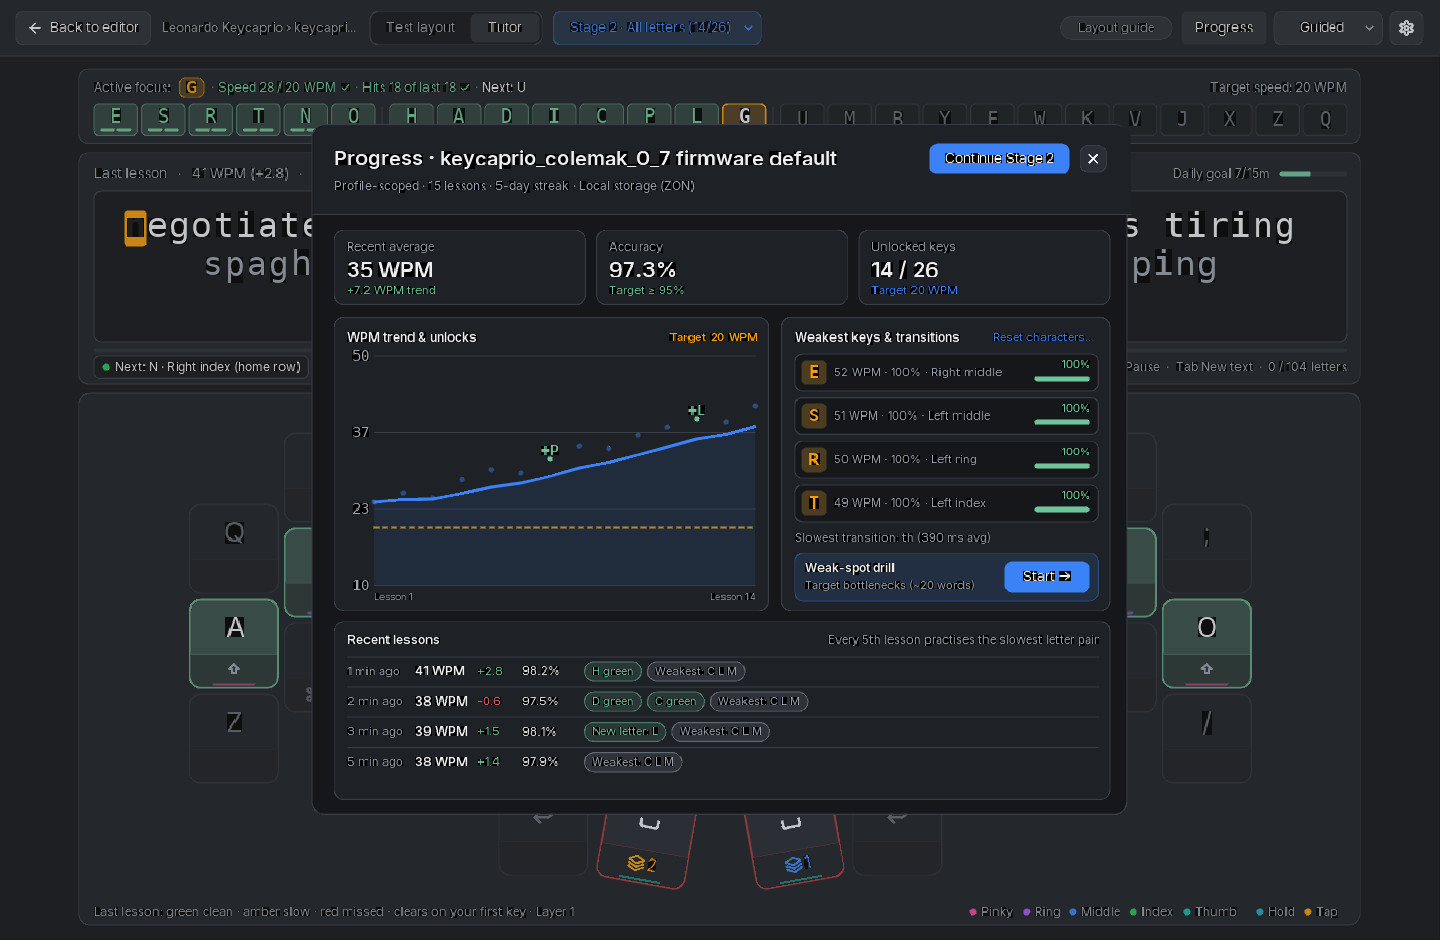 Back to editor
Leonardo Keycaprio › keycapri...
Test layout
Tutor
Stage 2 · All letters (14/26)
Layout guide
Progress
Guided
Active focus: G · Speed 28 / 20 WPM ✓ · Hits 18 of last 18 ✓ · Next: U
Target speed: 20 WPM
E S R T N O H A D I C P L G U M B Y F W K V J X Z Q
Last lesson · 41 WPM (+2.8) ·
Daily goal 7/15m
negotiate
s tiring
spagh
ping
Next: N · Right index (home row)
Pause · Tab New text · 0 / 104 letters
Progress · keycaprio_colemak_0_7 firmware default
Continue Stage 2
Profile-scoped · 15 lessons · 5-day streak · Local storage (ZON)
Recent average
35 WPM
+7.2 WPM trend
Accuracy
97.3%
Target ≥ 95%
Unlocked keys
14 / 26
Target 20 WPM
WPM trend & unlocks
Target 20 WPM
50
37
23
10
+P
+L
Lesson 1
Lesson 14
Weakest keys & transitions
Reset characters...
E 52 WPM · 100% · Right middle 100%
S 51 WPM · 100% · Left middle 100%
R 50 WPM · 100% · Left ring 100%
T 49 WPM · 100% · Left index 100%
Slowest transition: th (390 ms avg)
Weak-spot drill
Target bottlenecks (~20 words)
Start →
Recent lessons
Every 5th lesson practises the slowest letter pair
1 min ago 41 WPM +2.8 98.2% H green Weakest: C L M
2 min ago 38 WPM -0.6 97.5% D green C green Weakest: C L M
3 min ago 39 WPM +1.5 98.1% New letter: L Weakest: C L M
5 min ago 38 WPM +1.4 97.9% Weakest: C L M
Q
;
A
O
Z
/
2
1
Last lesson: green clean · amber slow · red missed · clears on your first key · Layer 1
Pinky
Ring
Middle
Index
Thumb
Hold
Tap